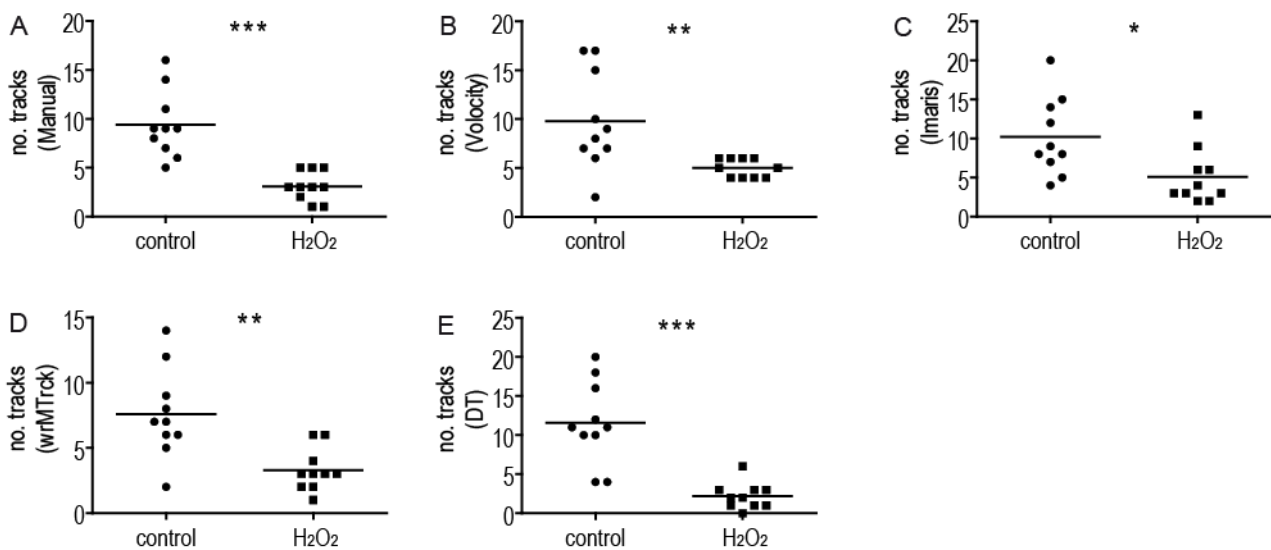 A
***
no. tracks
(Manual)
20
15
10
5
0
control
H₂O₂
B
**
no. tracks
(Volocity)
20
15
10
5
0
control
H₂O₂
C
*
no. tracks
(Imaris)
25
20
15
10
5
0
control
H₂O₂
D
**
no. tracks
(wrMTrck)
15
10
5
0
control
H₂O₂
E
***
no. tracks
(DT)
25
20
15
10
5
0
control
H₂O₂